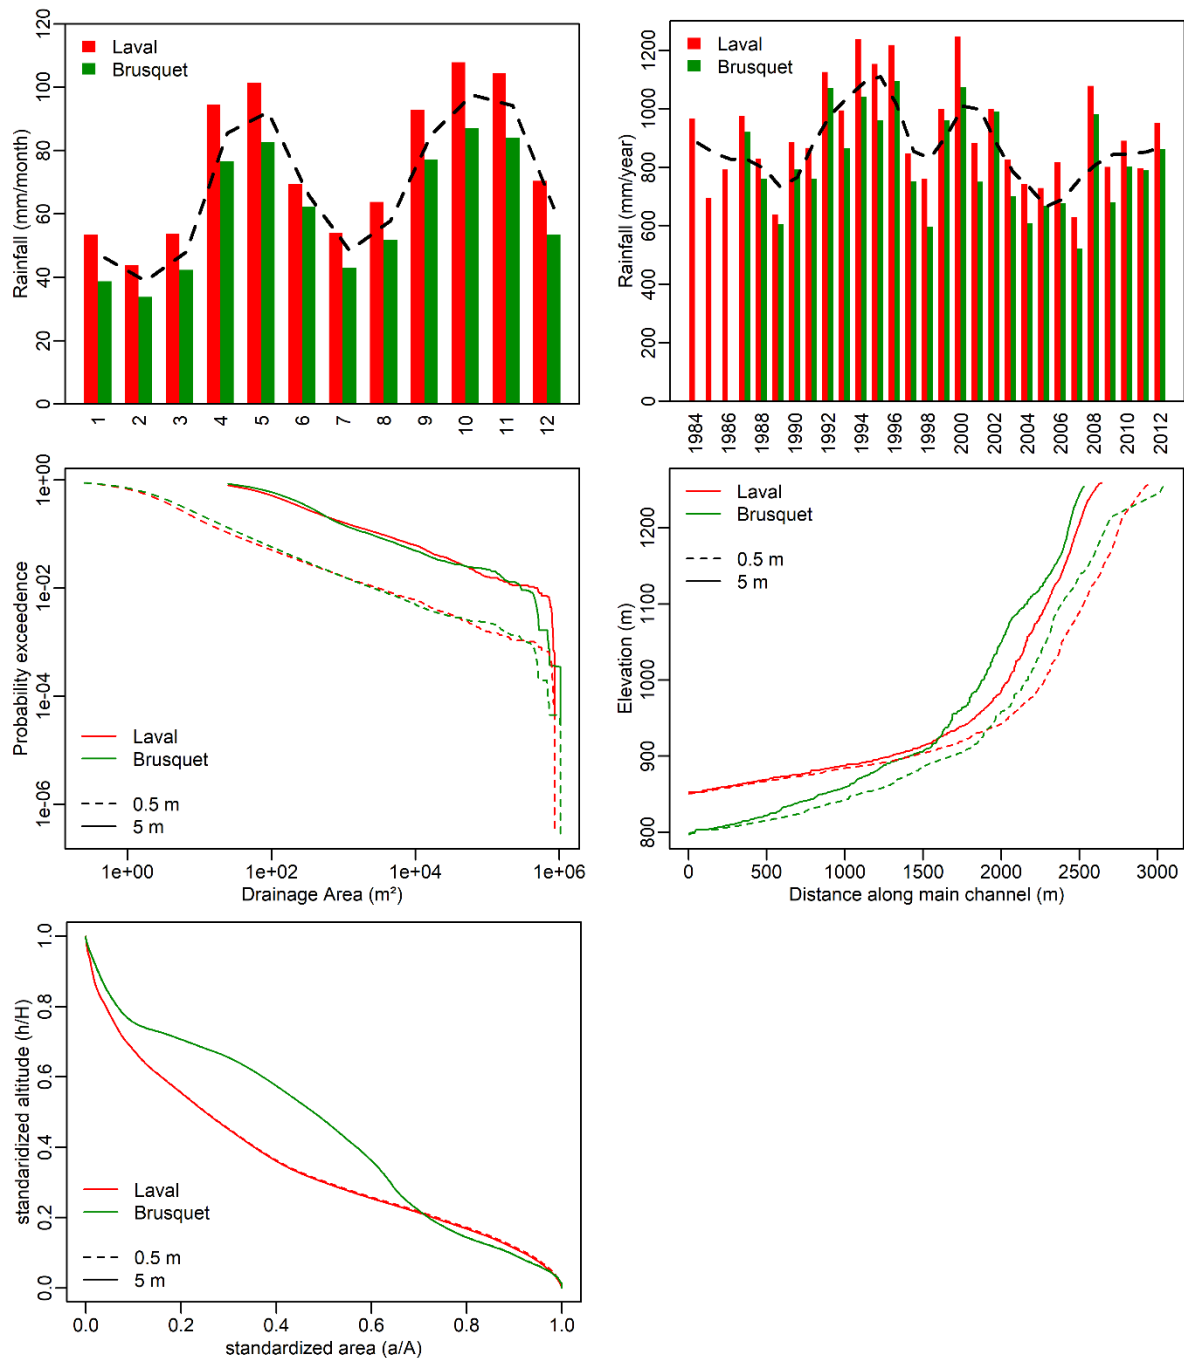 Rainfall (mm/month)
0
20
40
60
80
100
120
Laval
Brusquet
1
2
3
4
5
6
7
8
9
10
11
12
Rainfall (mm/year)
0
200
400
600
800
1000
1200
Laval
Brusquet
1984
1986
1988
1990
1992
1994
1996
1998
2000
2002
2004
2006
2008
2010
2012
Probability exceedence
1e+00
1e-02
1e-04
1e-06
Laval
Brusquet
0.5 m
5 m
1e+00
1e+02
1e+04
1e+06
Drainage Area (m²)
Elevation (m)
800
900
1000
1100
1200
Laval
Brusquet
0.5 m
5 m
0
500
1000
1500
2000
2500
3000
Distance along main channel (m)
standaridized altitude (h/H)
0.0
0.2
0.4
0.6
0.8
1.0
Laval
Brusquet
0.5 m
5 m
0.0
0.2
0.4
0.6
0.8
1.0
standardized area (a/A)